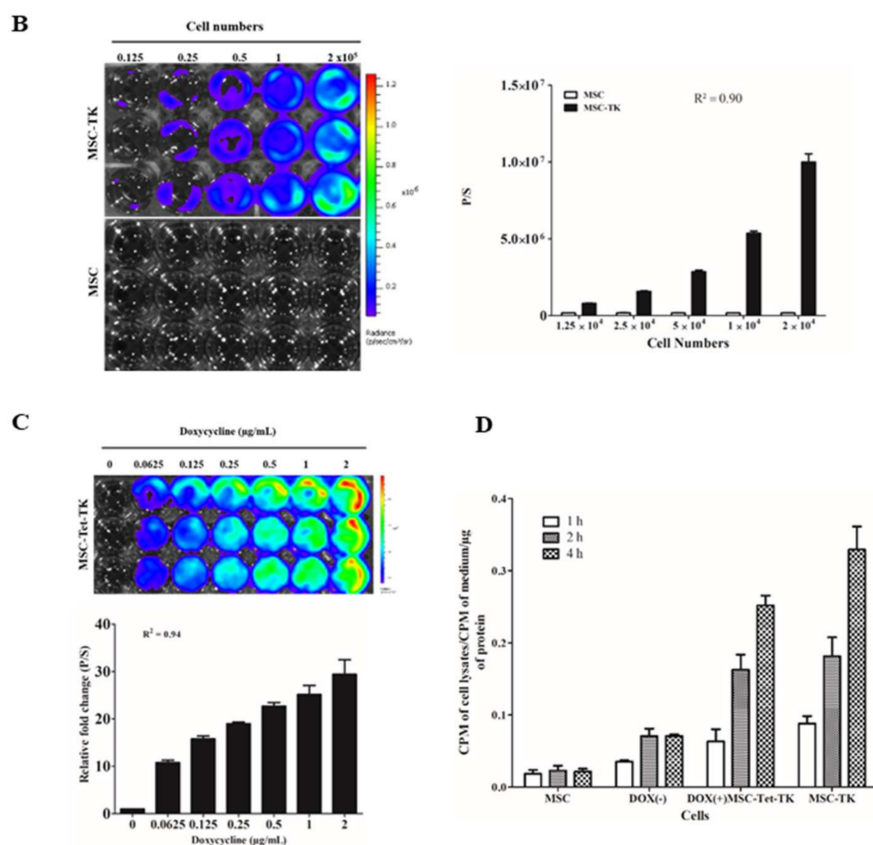 B
Cell numbers
0.125 0.25 0.5 1 2 x10⁵
MSC-TK
MSC
1.2
1.0
0.8
x10⁶
0.6
0.4
0.2
Radiance
(p/sec/cm²/sr)
MSC
MSC-TK
R² = 0.90
P/S
1.5×10⁷
1.0×10⁷
5.0×10⁶
0
1.25 × 10⁴ 2.5 × 10⁴ 5 × 10⁴ 1 × 10⁴ 2 × 10⁴
Cell Numbers
C
Doxycycline (µg/mL)
0 0.0625 0.125 0.25 0.5 1 2
MSC-Tet-TK
R² = 0.94
Relative fold change (P/S)
40
30
20
10
0
0 0.0625 0.125 0.25 0.5 1 2
Doxycycline (µg/mL)
D
1 h
2 h
4 h
CPM of cell lysates/CPM of medium/µg
of protein
0.4
0.3
0.2
0.1
0.0
MSC DOX(-) DOX(+)MSC-Tet-TK MSC-TK
Cells